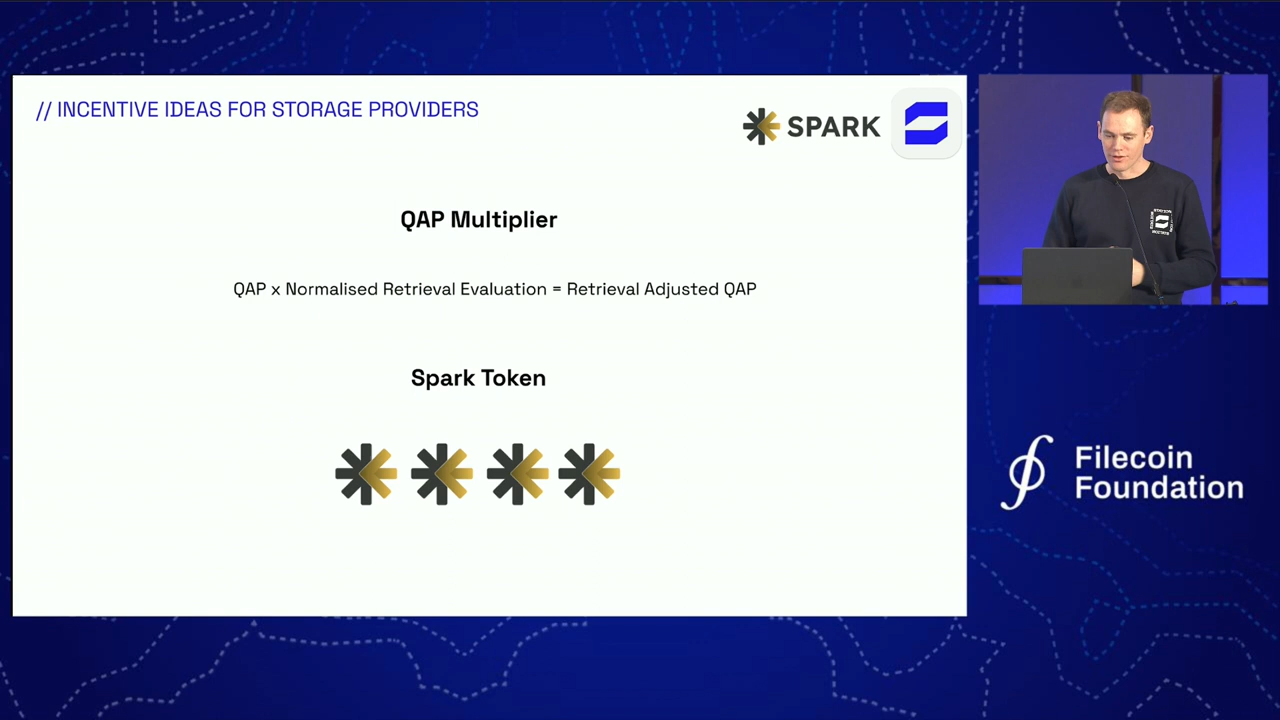 // INCENTIVE IDEAS FOR STORAGE PROVIDERS
SPARK
QAP Multiplier
QAP x Normalised Retrieval Evaluation = Retrieval Adjusted QAP
Spark Token
Filecoin
Foundation